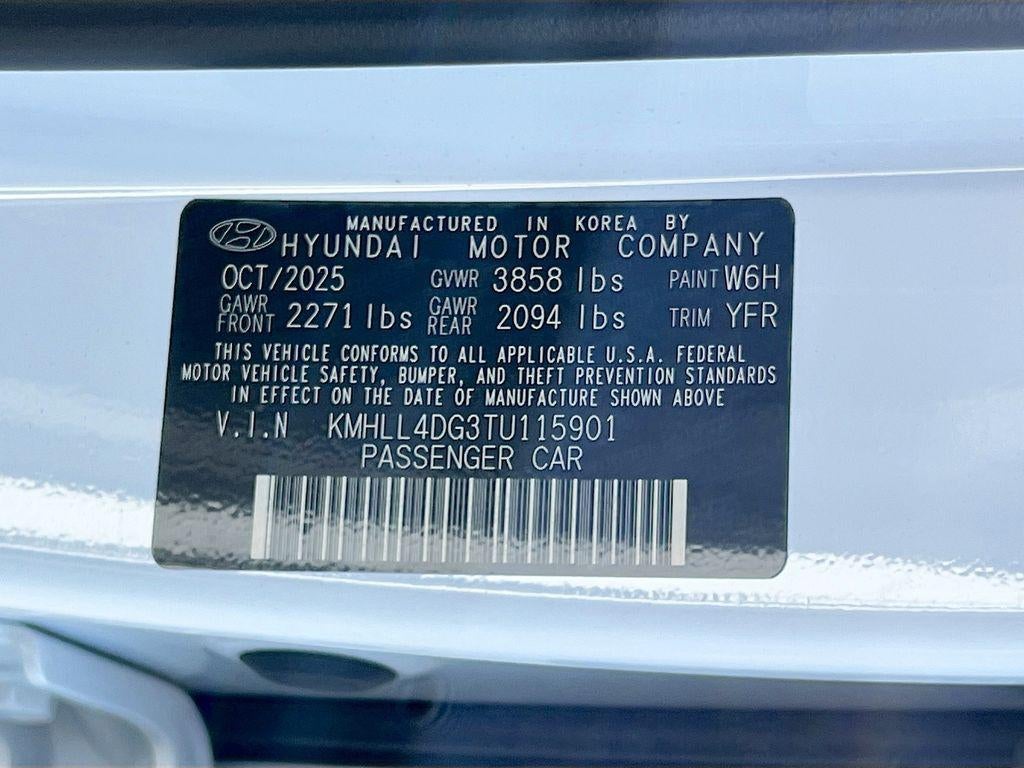 MANUFACTURED IN KOREA BY
HYUNDAI MOTOR COMPANY
OCT/2025 GVWR 3858 lbs PAINT W6H
GAWR FRONT 2271 lbs GAWR REAR 2094 lbs TRIM YFR
THIS VEHICLE CONFORMS TO ALL APPLICABLE U.S.A. FEDERAL
MOTOR VEHICLE SAFETY, BUMPER, AND THEFT PREVENTION STANDARDS
IN EFFECT ON THE DATE OF MANUFACTURE SHOWN ABOVE
V.I.N KMHLL4DG3TU115901
PASSENGER CAR